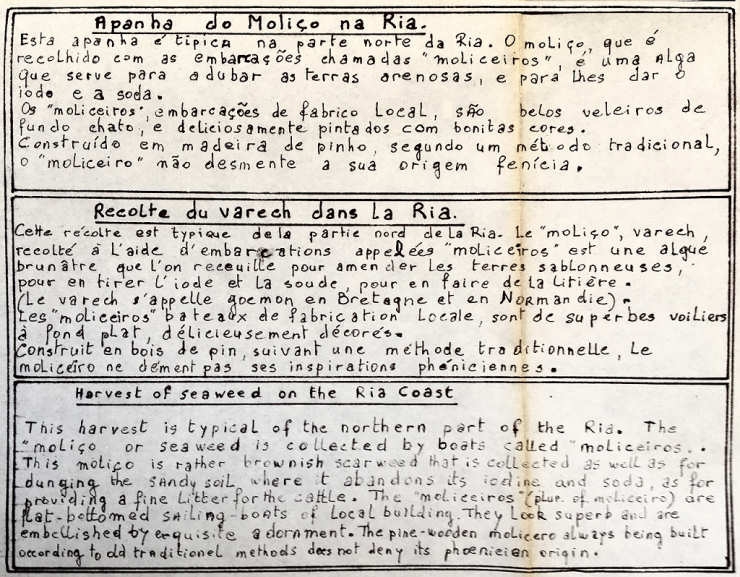 Apanha do Moliço na Ria.
Esta apanha é típica na parte norte da Ria. O moliço, que é
recolhido com as embarcações chamadas "moliceiros", é uma Alga
que serve para adubar as terras arenosas, e para lhes dar o
iodo e a soda.
Os "moliceiros", embarcações de fabrico Local, são belos veleiros de
fundo chato, e deliciosamente pintados com bonitas cores.
Construído em madeira de pinho, segundo um método tradicional,
o "moliceiro" não desmente a sua origem fenícia.
Recolte du varech dans La Ria.
Cette récolte est typique de la partie nord de la Ria. Le "moliço", varech,
recolté à L'aide d'embarcations appelées "moliceiros" est une algue
brunâtre que l'on receuille pour amender les terres sablonneuses,
pour en tirer L'iode et la soude, pour en faire de la Litière.
(Le varech s'appelle goemon en Bretagne et en Normandie).
Les "moliceiros" bateaux de fabrication Locale, sont de superbes voiliers
à fond plat, délicieusement décorés.
Construit en bois de pin, suivant une méthode traditionnelle, Le
moliceiro ne dément pas ses inspirations phéniciennes.
Harvest of seaweed on the Ria Coast
This harvest is typical of the northern part of the Ria. The
"moliço or seaweed is collected by boats called "moliceiros. .
This moliço is rather brownish scarweed that is collected as well as for
dunging the sandy soil, where it abandons its iodine and soda, as for
providing a fine Litter for the cattle. The "moliceiros" (plur. of moliceiro) are
flat-bottomed sailing-boats of Local building. They Look superb and are
embellished by exquisite adornment. The pine-wooden molicero always being built
according to old traditionel methods does not deny its phoenicien origin.